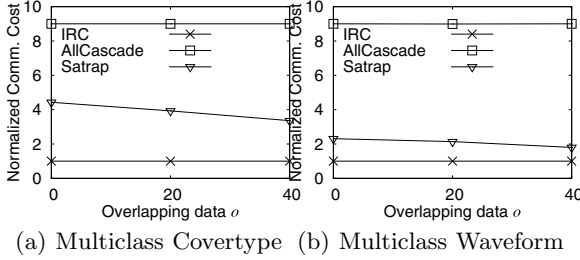 Normalized Comm. Cost
10
8
6
4
2
0
IRC
AllCascade
Satrap
0 20 40
Overlapping data o
(a) Multiclass Covertype
Normalized Comm. Cost
10
8
6
4
2
0
IRC
AllCascade
Satrap
0 20 40
Overlapping data o
(b) Multiclass Waveform